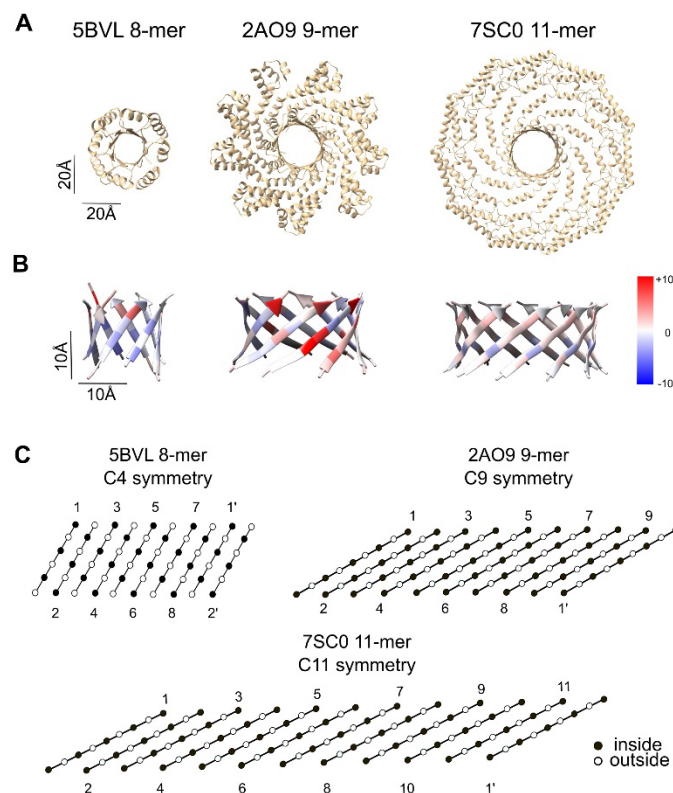 A
5BVL 8-mer 2AO9 9-mer 7SC0 11-mer
20Å
20Å
B
10Å
10Å
+10
0
-10
C
5BVL 8-mer
C4 symmetry
1 3 5 7 1'
2 4 6 8 2'
2AO9 9-mer
C9 symmetry
1 3 5 7 9
2 4 6 8 1'
7SC0 11-mer
C11 symmetry
1 3 5 7 9 11
2 4 6 8 10 1'
inside
outside